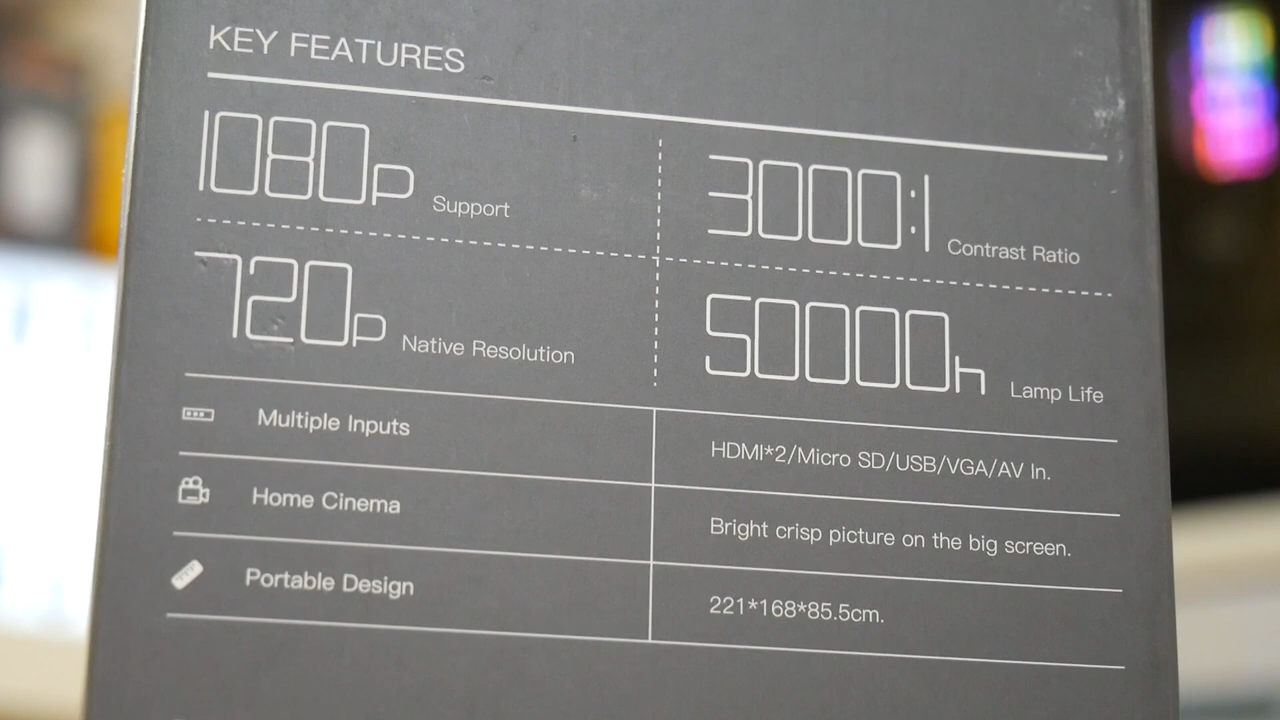 KEY FEATURES
1080P Support
3000:1 Contrast Ratio
720P Native Resolution
50000h Lamp Life
Multiple Inputs
HDMI*2/Micro SD/USB/VGA/AV In.
Home Cinema
Bright crisp picture on the big screen.
Portable Design
221*168*85.5cm.